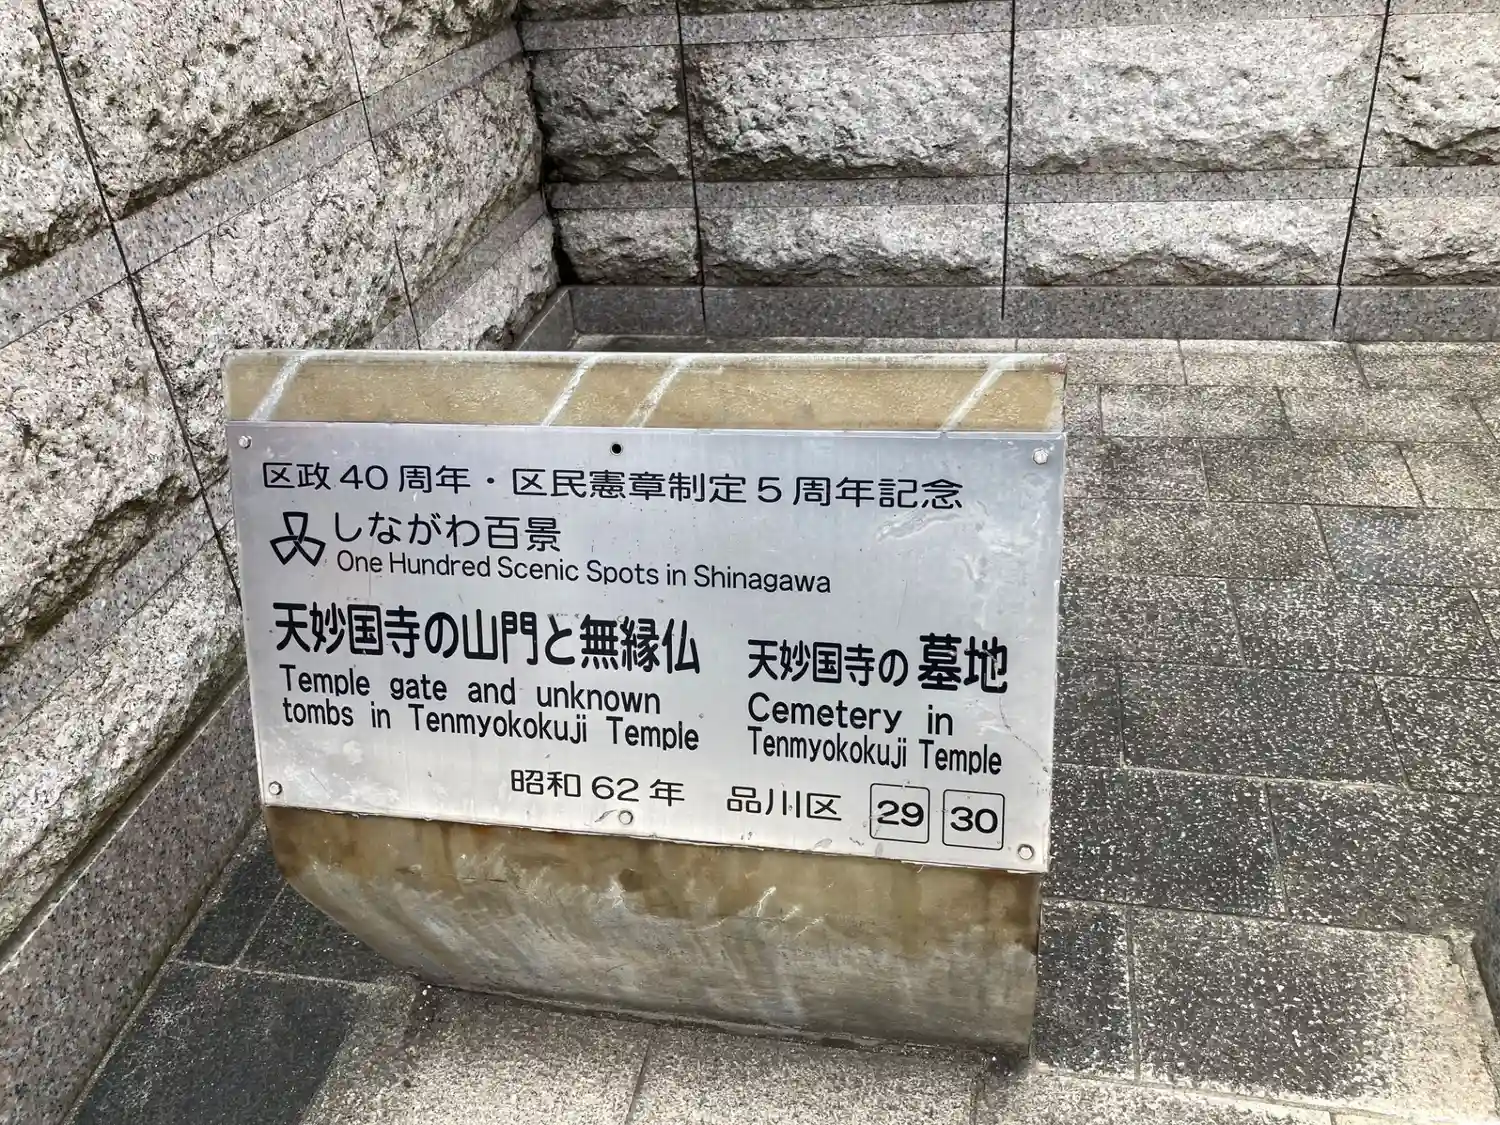 区政40周年・区民憲章制定5周年記念
しながわ百景
One Hundred Scenic Spots in Shinagawa
天妙国寺の山門と無縁仏
Temple gate and unknown
tombs in Tenmyokokuji Temple
天妙国寺の墓地
Cemetery in
Tenmyokokuji Temple
昭和62年 品川区 29 30